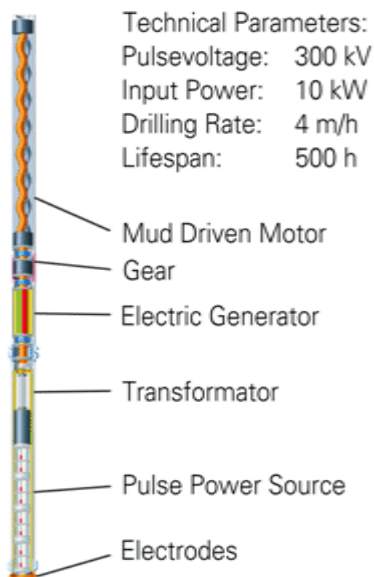 Technical Parameters:
Pulsevoltage: 300 kV
Input Power: 10 kW
Drilling Rate: 4 m/h
Lifespan: 500 h
Mud Driven Motor
Gear
Electric Generator
Transformator
Pulse Power Source
Electrodes